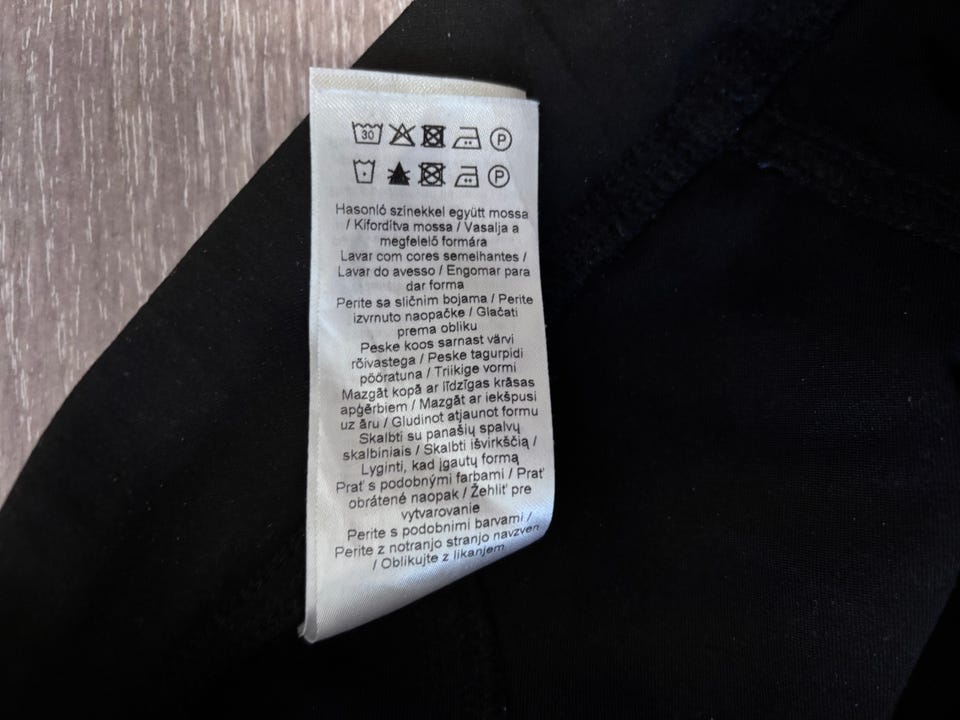 30 P
P
Hasonló színekkel együtt mossa
/ Kifordítva mossa / Vasalja a
megfelelő formára
Lavar com cores semelhantes /
Lavar do avesso / Engomar para
dar forma
Perite sa sličnim bojama / Perite
izvrnuto naopačke / Glačati
prema obliku
Peske koos sarnast värvi
rõivastega / Peske tagurpidi
pööratuna / Triikige vormi
Mazgāt kopā ar līdzīgas krāsas
apģērbiem / Mazgāt ar iekšpusi
uz āru / Gludinot atjaunot formu
Skalbti su panašių spalvų
skalbiniais / Skalbti išvirkščią /
Lyginti, kad įgautų formą
Prať s podobnými farbami / Prať
obrátené naopak / Žehliť pre
vytvarovanie
Perite s podobnimi barvami /
Perite z notranjo stranjo navzven
/ Oblikujte z likanjem